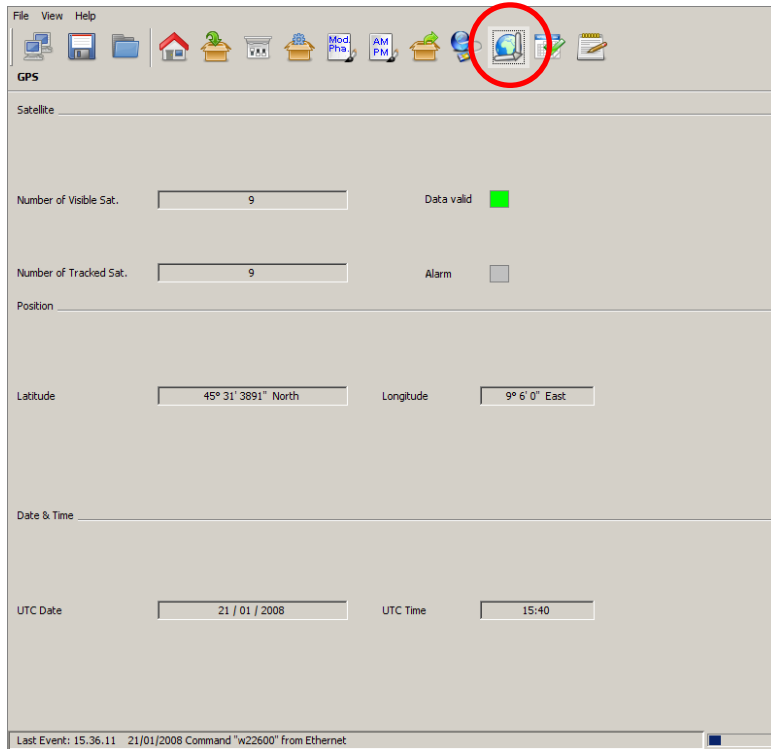 File View Help
Mod. Pha. AM PM
GPS
Satellite
Number of Visible Sat. 9 Data valid
Number of Tracked Sat. 9 Alarm
Position
Latitude 45° 31' 3891" North Longitude 9° 6' 0" East
Date & Time
UTC Date 21 / 01 / 2008 UTC Time 15:40
Last Event: 15.36.11 21/01/2008 Command "w22600" from Ethernet